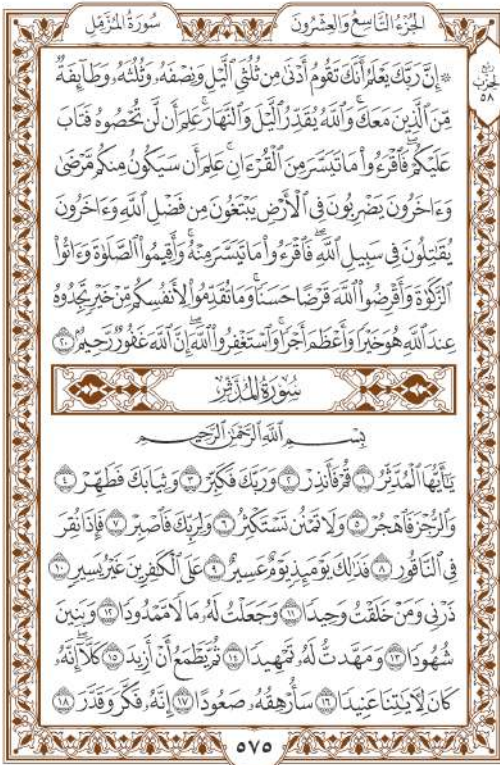 سُورَةُ المُزَّمِّل
الجُزْءُ التَّاسِعُ وَالعِشْرُونَ
رُبْع
الحِزْب
٥٨
۞ إِنَّ رَبَّكَ يَعْلَمُ أَنَّكَ تَقُومُ أَدْنَىٰ مِن ثُلُثَيِ ٱلَّيْلِ وَنِصْفَهُۥ وَثُلُثَهُۥ وَطَآئِفَةٌ
مِّنَ ٱلَّذِينَ مَعَكَۚ وَٱللَّهُ يُقَدِّرُ ٱلَّيْلَ وَٱلنَّهَارَۚ عَلِمَ أَن لَّن تُحْصُوهُ فَتَابَ
عَلَيْكُمْۖ فَٱقْرَءُوا۟ مَا تَيَسَّرَ مِنَ ٱلْقُرْءَانِۚ عَلِمَ أَن سَيَكُونُ مِنكُم مَّرْضَىٰ
وَءَاخَرُونَ يَضْرِبُونَ فِى ٱلْأَرْضِ يَبْتَغُونَ مِن فَضْلِ ٱللَّهِ وَءَاخَرُونَ
يُقَٰتِلُونَ فِى سَبِيلِ ٱللَّهِۖ فَٱقْرَءُوا۟ مَا تَيَسَّرَ مِنْهُۚ وَأَقِيمُوا۟ ٱلصَّلَوٰةَ وَءَاتُوا۟
ٱلزَّكَوٰةَ وَأَقْرِضُوا۟ ٱللَّهَ قَرْضًا حَسَنًاۚ وَمَا تُقَدِّمُوا۟ لِأَنفُسِكُم مِّنْ خَيْرٍ تَجِدُوهُ
عِندَ ٱللَّهِ هُوَ خَيْرًا وَأَعْظَمَ أَجْرًاۚ وَٱسْتَغْفِرُوا۟ ٱللَّهَۖ إِنَّ ٱللَّهَ غَفُورٌ رَّحِيمٌۢ ٢٠
سُورَةُ المُدَّثِّر
بِسْمِ ٱللَّهِ ٱلرَّحْمَٰنِ ٱلرَّحِيمِ
يَٰٓأَيُّهَا ٱلْمُدَّثِّرُ ١ قُمْ فَأَنذِرْ ٢ وَرَبَّكَ فَكَبِّرْ ٣ وَثِيَابَكَ فَطَهِّرْ ٤
وَٱلرُّجْزَ فَٱهْجُرْ ٥ وَلَا تَمْنُن تَسْتَكْثِرُ ٦ وَلِرَبِّكَ فَٱصْبِرْ ٧ فَإِذَا نُقِرَ
فِى ٱلنَّاقُورِ ٨ فَذَٰلِكَ يَوْمَئِذٍ يَوْمٌ عَسِيرٌ ٩ عَلَى ٱلْكَٰفِرِينَ غَيْرُ يَسِيرٍ ١٠
ذَرْنِى وَمَنْ خَلَقْتُ وَحِيدًا ١١ وَجَعَلْتُ لَهُۥ مَالًا مَّمْدُودًا ١٢ وَبَنِينَ
شُهُودًا ١٣ وَمَهَّدتُّ لَهُۥ تَمْهِيدًا ١٤ ثُمَّ يَطْمَعُ أَنْ أَزِيدَ ١٥ كَلَّآۖ إِنَّهُۥ
كَانَ لِءَايَٰتِنَا عَنِيدًا ١٦ سَأُرْهِقُهُۥ صَعُودًا ١٧ إِنَّهُۥ فَكَّرَ وَقَدَّرَ ١٨
٥٧٥